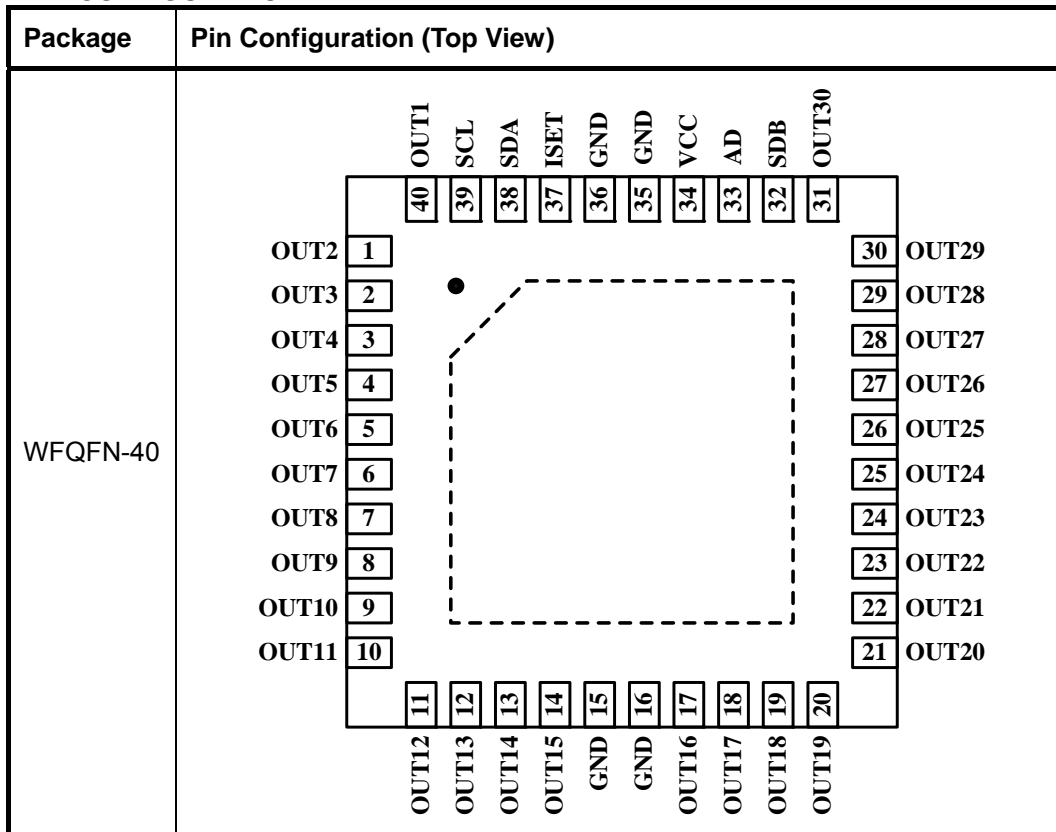 Package
Pin Configuration (Top View)
WFQFN-40
OUT1
SCL
SDA
ISET
GND
GND
VCC
AD
SDB
OUT30
40
39
38
37
36
35
34
33
32
31
OUT2 1
OUT3 2
OUT4 3
OUT5 4
OUT6 5
OUT7 6
OUT8 7
OUT9 8
OUT10 9
OUT11 10
30 OUT29
29 OUT28
28 OUT27
27 OUT26
26 OUT25
25 OUT24
24 OUT23
23 OUT22
22 OUT21
21 OUT20
11
12
13
14
15
16
17
18
19
20
OUT12
OUT13
OUT14
OUT15
GND
GND
OUT16
OUT17
OUT18
OUT19